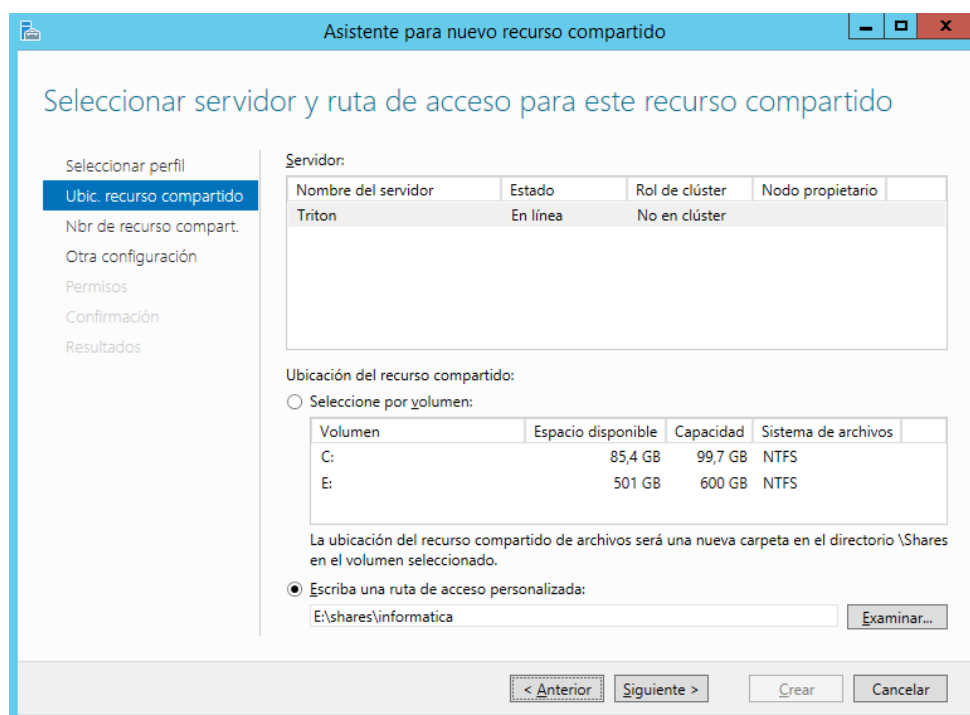 Asistente para nuevo recurso compartido
Seleccionar servidor y ruta de acceso para este recurso compartido
Seleccionar perfil
Ubic. recurso compartido
Nbr de recurso compart.
Otra configuración
Permisos
Confirmación
Resultados
Servidor:
Nombre del servidor Estado Rol de clúster Nodo propietario
Triton En línea No en clúster
Ubicación del recurso compartido:
Seleccione por volumen:
Volumen Espacio disponible Capacidad Sistema de archivos
C: 85,4 GB 99,7 GB NTFS
E: 501 GB 600 GB NTFS
La ubicación del recurso compartido de archivos será una nueva carpeta en el directorio \Shares
en el volumen seleccionado.
Escriba una ruta de acceso personalizada:
E:\shares\informatica Examinar...
< Anterior Siguiente > Crear Cancelar